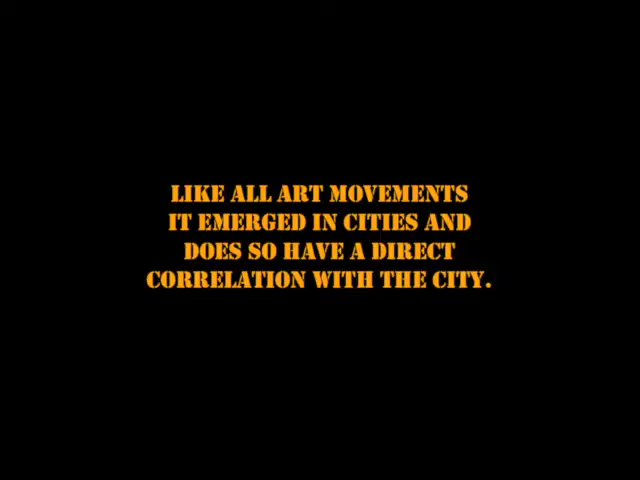 LIKE ALL ART MOVEMENTS
IT EMERGED IN CITIES AND
DOES SO HAVE A DIRECT
CORRELATION WITH THE CITY.